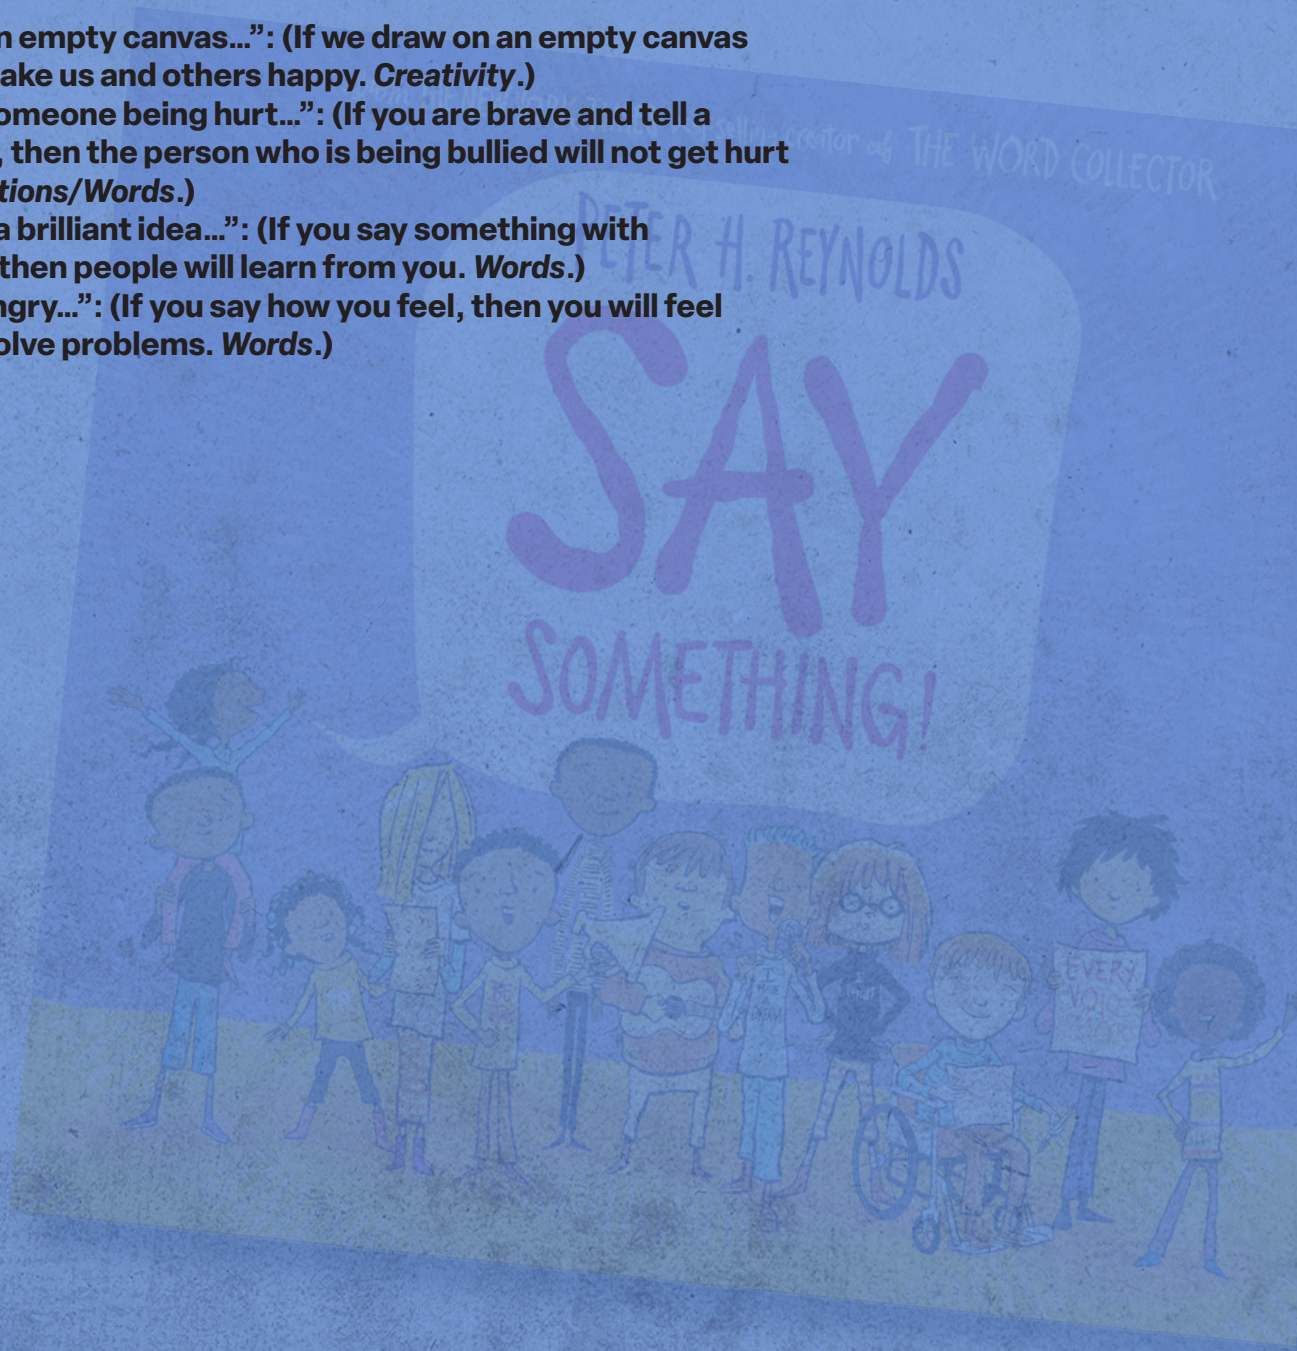 n empty canvas...”: (If we draw on an empty canvas
ake us and others happy. Creativity.)
omeone being hurt...”: (If you are brave and tell a
, then the person who is being bullied will not get hurt
tions/Words.)
a brilliant idea...”: (If you say something with
then people will learn from you. Words.)
ngry...”: (If you say how you feel, then you will feel
olve problems. Words.)
creator of THE WORD COLLECTOR
PETER H. REYNOLDS
SAY
SOMETHING!
EVERY
VOICE